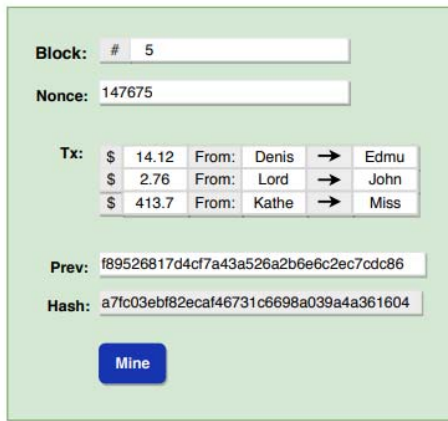 Block: # 5
Nonce: 147675
Tx: $ 14.12 From: Denis → Edmu
$ 2.76 From: Lord → John
$ 413.7 From: Kathe → Miss
Prev: f89526817d4cf7a43a526a2b6e6c2ec7cdc86
Hash: a7fc03ebf82ecaf46731c6698a039a4a361604
Mine